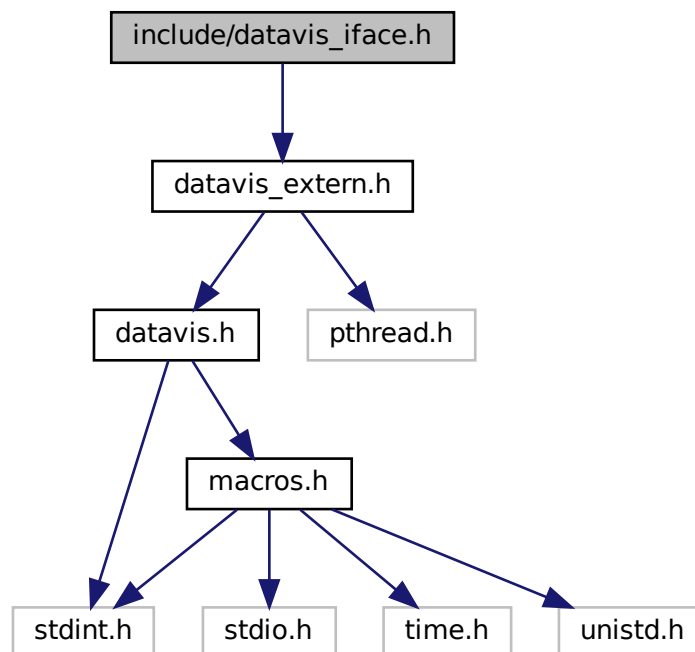 include/datavis_iface.h
datavis_extern.h
datavis.h
pthread.h
macros.h
stdint.h
stdio.h
time.h
unistd.h